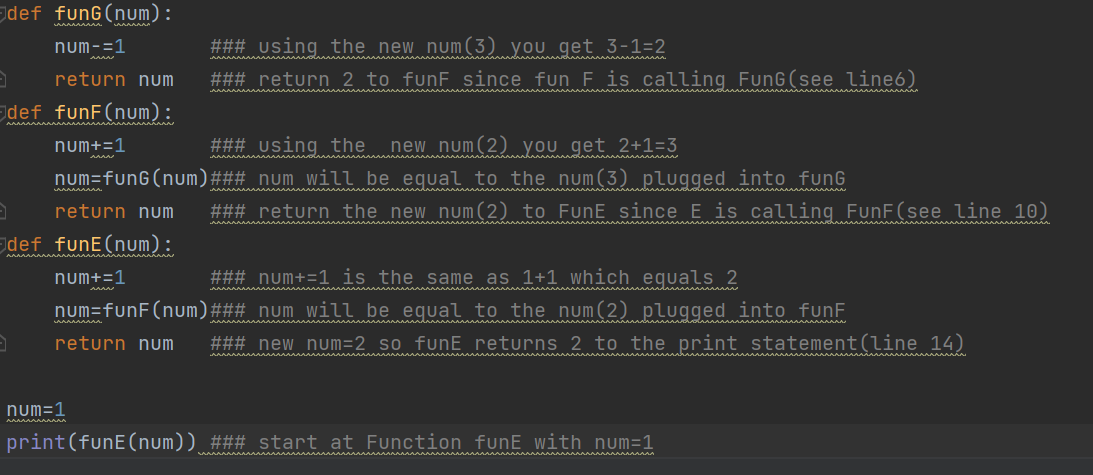 def funG(num):
    num-=1       ### using the new num(3) you get 3-1=2
    return num   ### return 2 to funF since fun F is calling FunG(see line6)
def funF(num):
    num+=1       ### using the  new num(2) you get 2+1=3
    num=funG(num)### num will be equal to the num(3) plugged into funG
    return num   ### return the new num(2) to FunE since E is calling FunF(see line 10)
def funE(num):
    num+=1       ### num+=1 is the same as 1+1 which equals 2
    num=funF(num)### num will be equal to the num(2) plugged into funF
    return num   ### new num=2 so funE returns 2 to the print statement(line 14)

num=1
print(funE(num)) ### start at Function funE with num=1